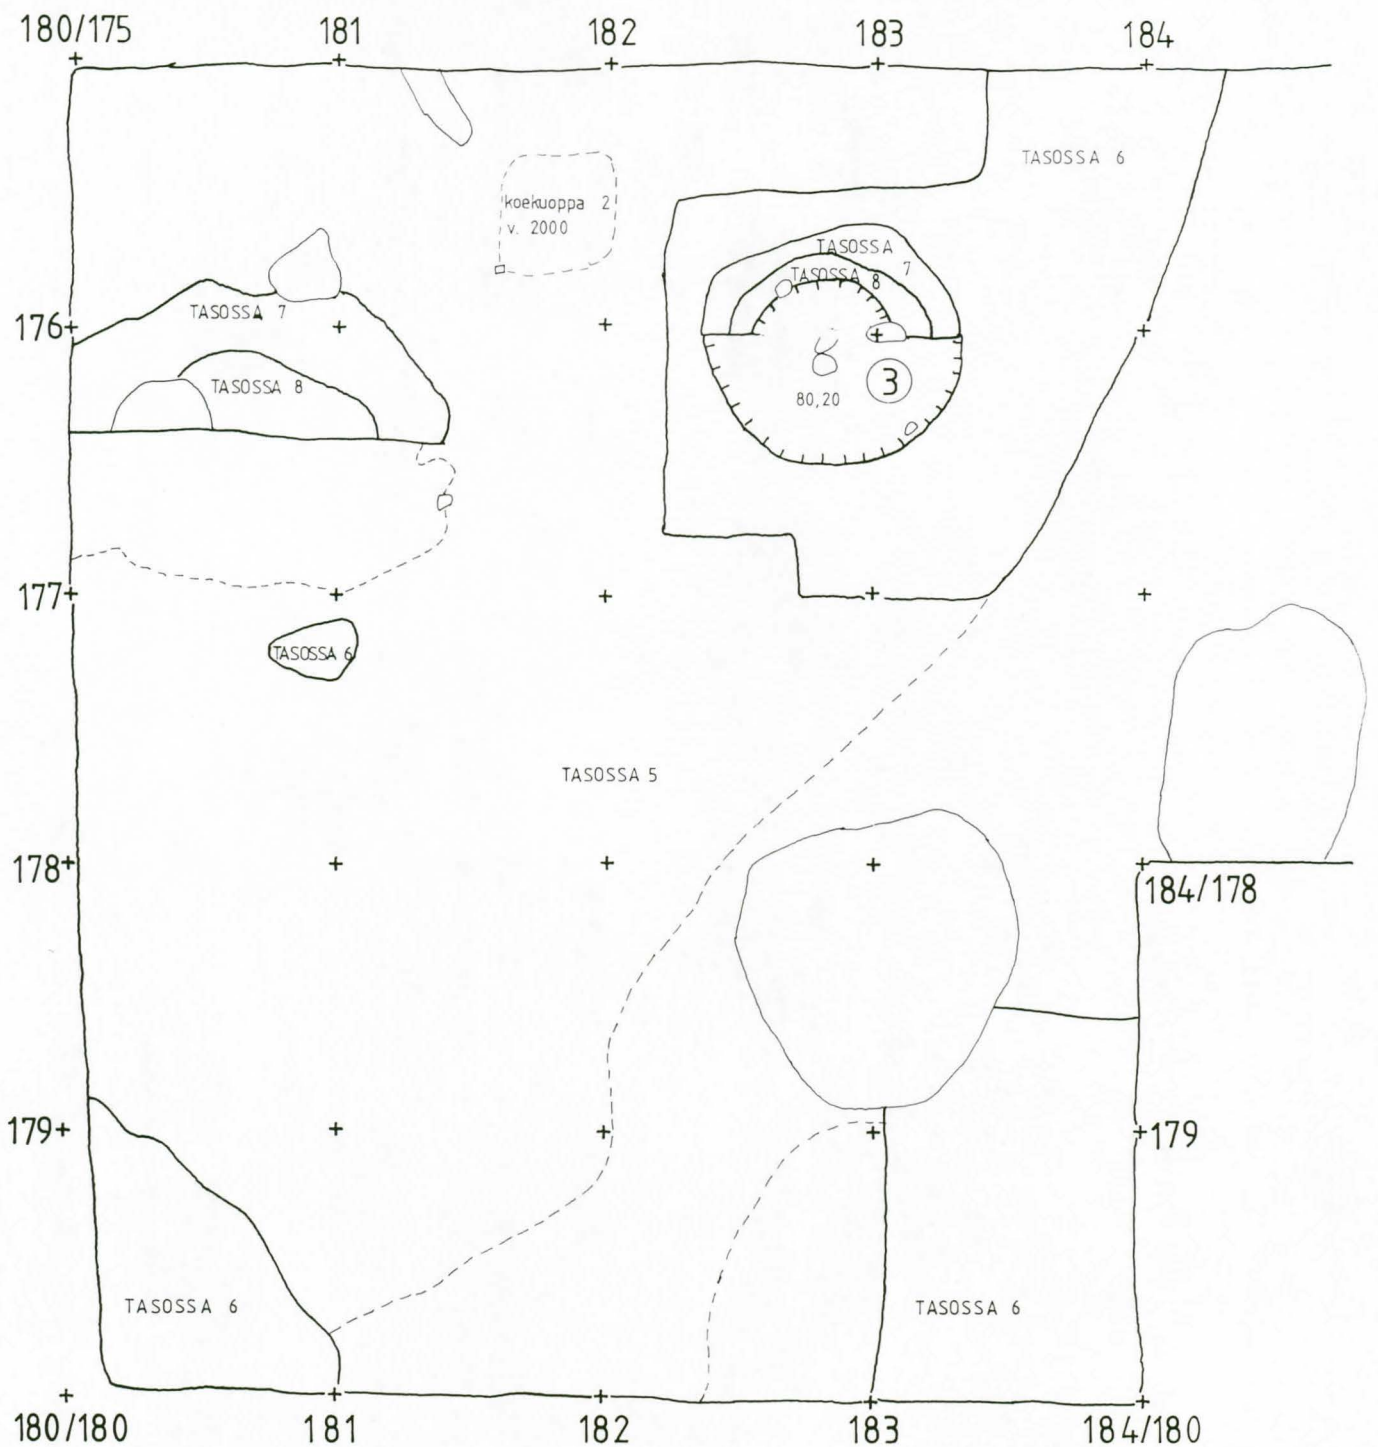 180/175 181 182 183 184
TASOSSA 6
koekuoppa 2
v. 2000
TASOSSA
7
TASOSSA 8
TASOSSA 7
176
TASOSSA 8
3
80,20
177
TASOSSA 6
TASOSSA 5
178
184/178
179 179
TASOSSA 6 TASOSSA 6
180/180 181 182 183 184/180